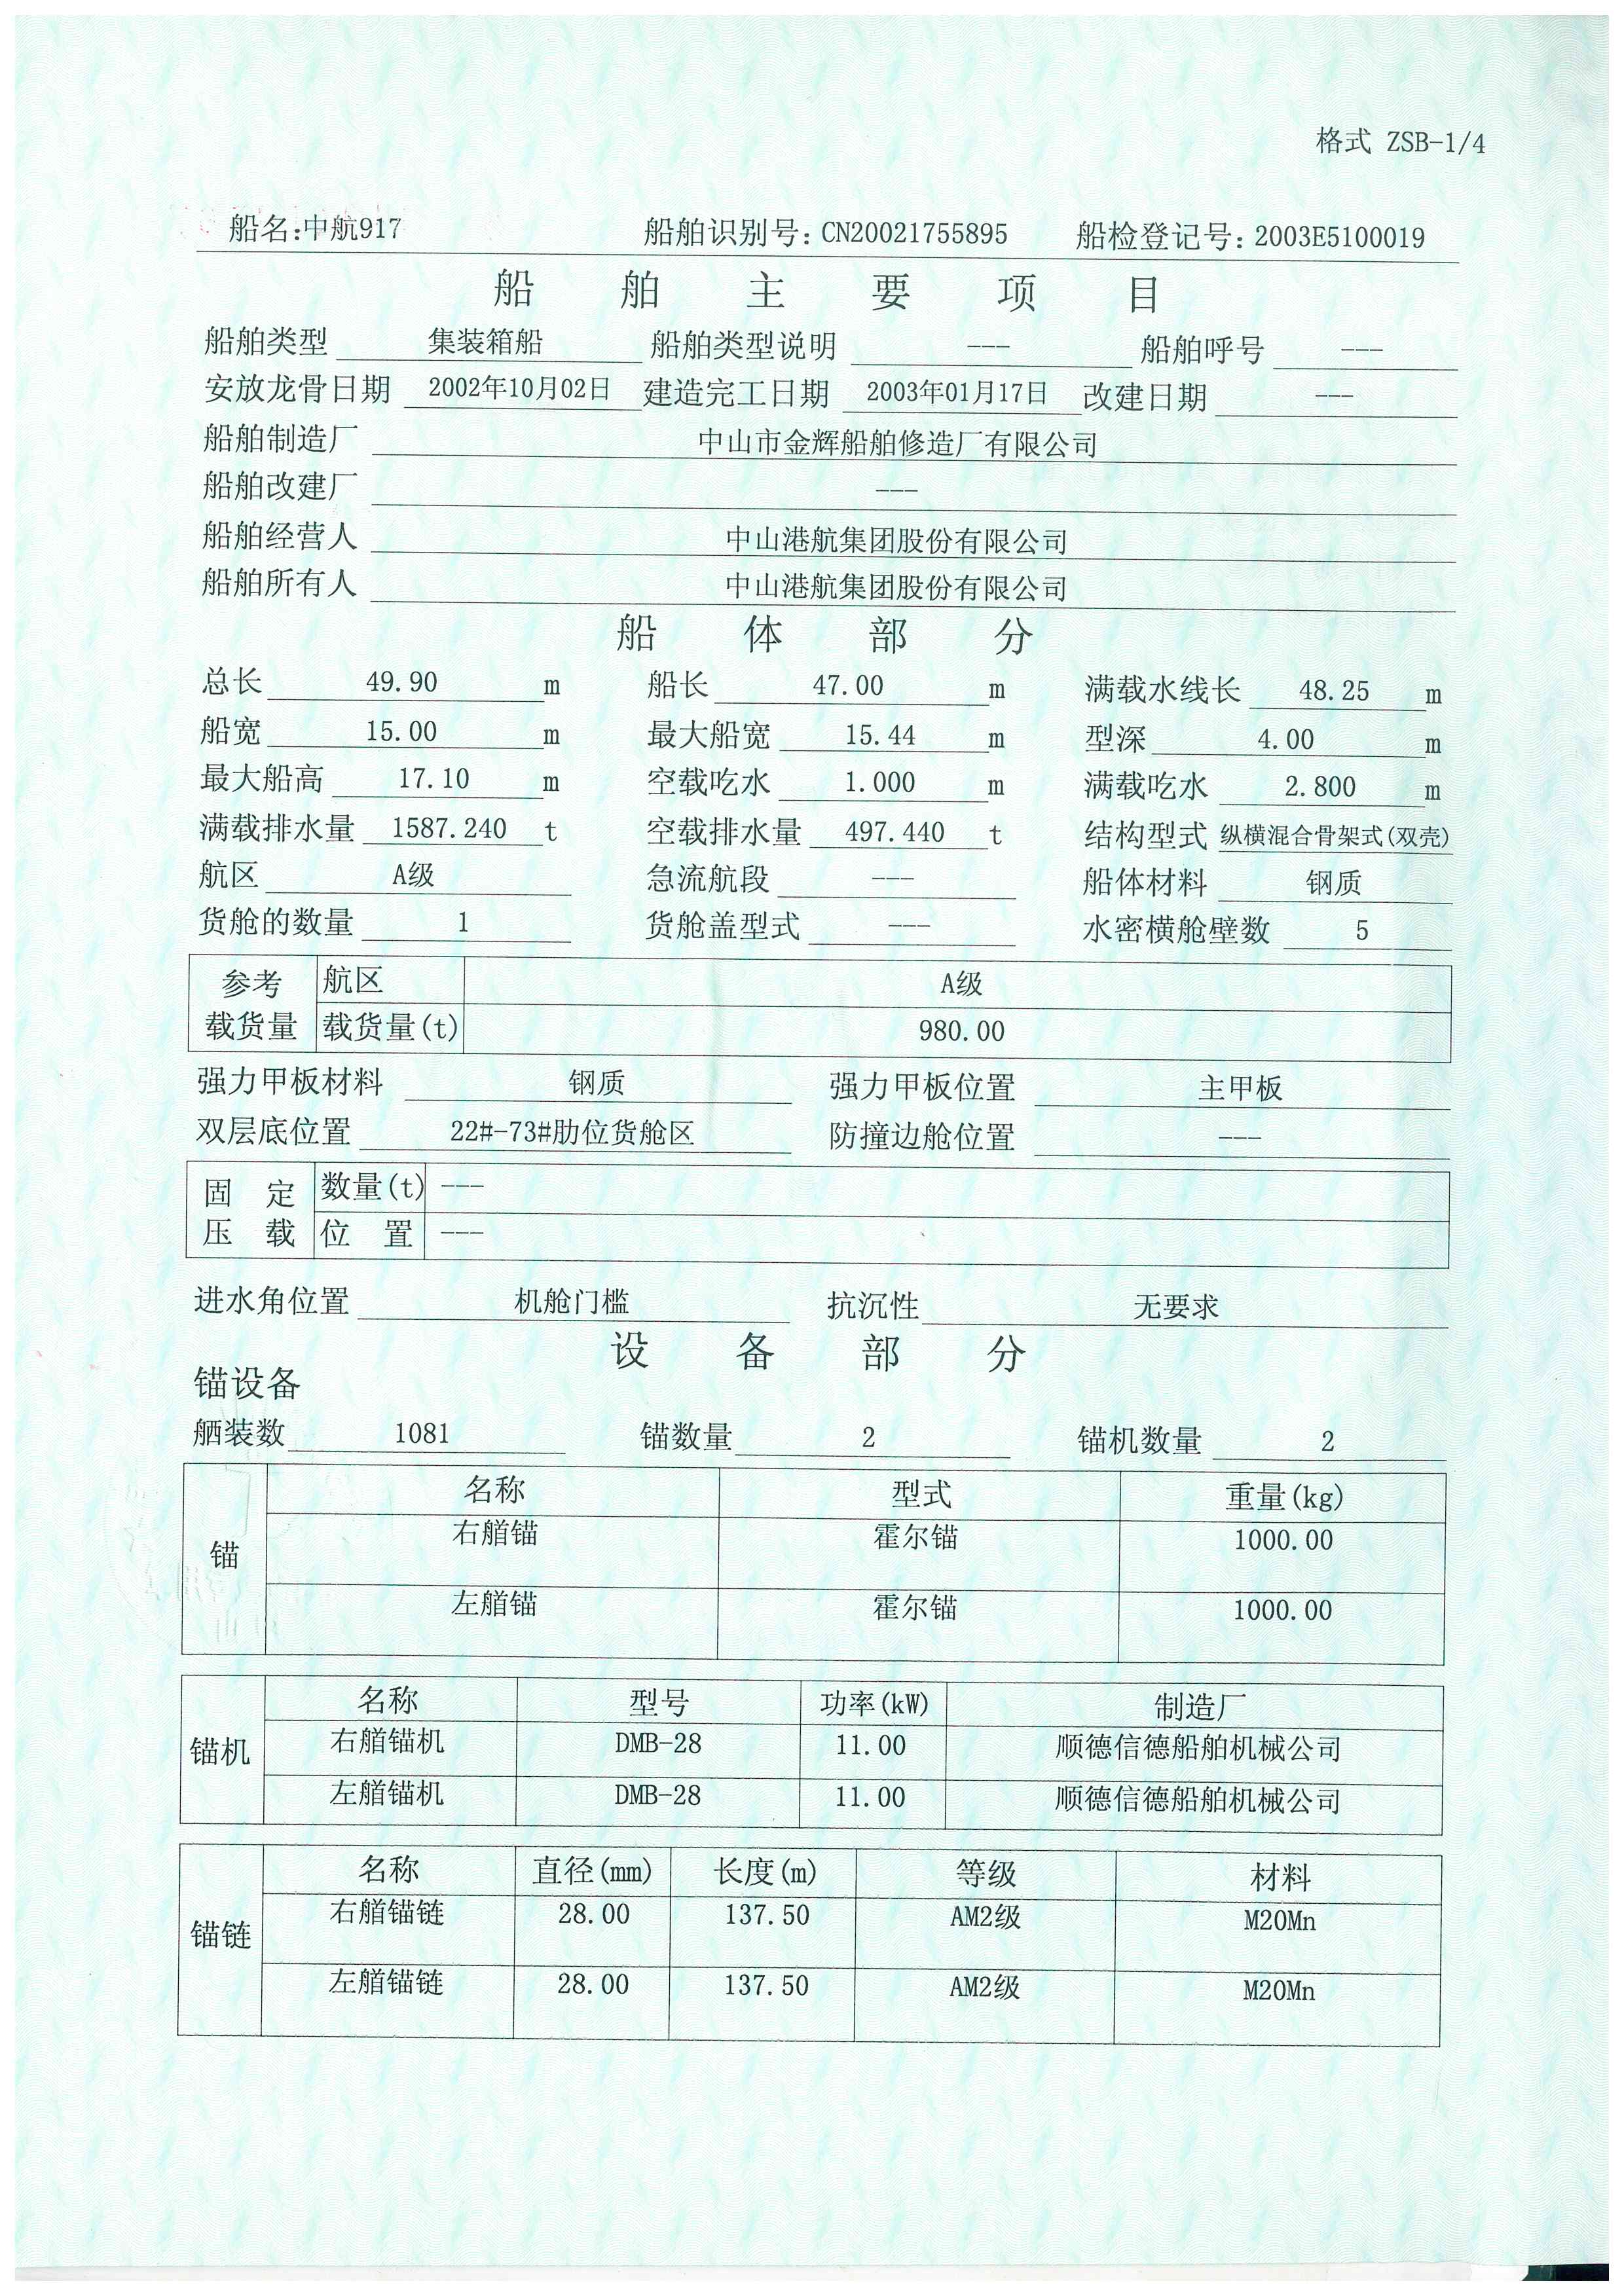 格式 ZSB-1/4
船名:中航917 船舶识别号:CN20021755895 船检登记号:2003E5100019
船舶主要项目
船舶类型 集装箱船 船舶类型说明 --- 船舶呼号 ---
安放龙骨日期 2002年10月02日 建造完工日期 2003年01月17日 改建日期 ---
船舶制造厂 中山市金辉船舶修造厂有限公司
船舶改建厂 ---
船舶经营人 中山港航集团股份有限公司
船舶所有人 中山港航集团股份有限公司
船体部分
总长 49.90 m 船长 47.00 m 满载水线长 48.25 m
船宽 15.00 m 最大船宽 15.44 m 型深 4.00 m
最大船高 17.10 m 空载吃水 1.000 m 满载吃水 2.800 m
满载排水量 1587.240 t 空载排水量 497.440 t 结构型式 纵横混合骨架式(双壳)
航区 A级 急流航段 --- 船体材料 钢质
货舱的数量 1 货舱盖型式 --- 水密横舱壁数 5
参考 航区 A级
载货量 载货量(t) 980.00
强力甲板材料 钢质 强力甲板位置 主甲板
双层底位置 22#-73#肋位货舱区 防撞边舱位置 ---
固定 数量(t) ---
压载 位置 ---
进水角位置 机舱门槛 抗沉性 无要求
设备部分
锚设备
舾装数 1081 锚数量 2 锚机数量 2
名称 型式 重量(kg)
右艏锚 霍尔锚 1000.00
锚
左艏锚 霍尔锚 1000.00
名称 型号 功率(kW) 制造厂
右艏锚机 DMB-28 11.00 顺德信德船舶机械公司
锚机
左艏锚机 DMB-28 11.00 顺德信德船舶机械公司
名称 直径(mm) 长度(m) 等级 材料
右艏锚链 28.00 137.50 AM2级 M20Mn
锚链
左艏锚链 28.00 137.50 AM2级 M20Mn